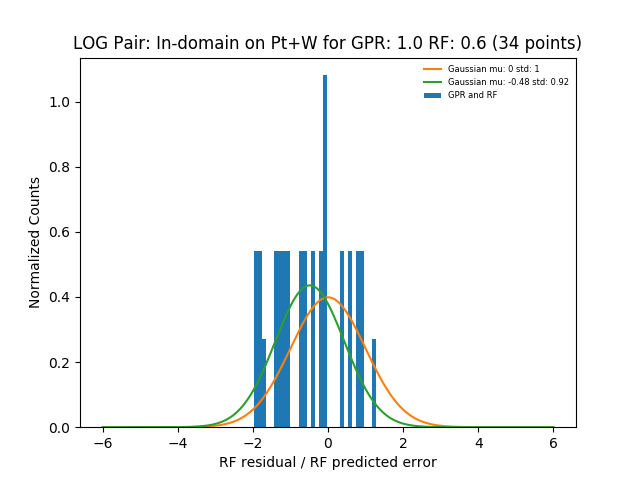 LOG Pair: In-domain on Pt+W for GPR: 1.0 RF: 0.6 (34 points)
Gaussian mu: 0 std: 1
Gaussian mu: -0.48 std: 0.92
GPR and RF
Normalized Counts
1.0
0.8
0.6
0.4
0.2
0.0
−6 −4 −2 0 2 4 6
RF residual / RF predicted error